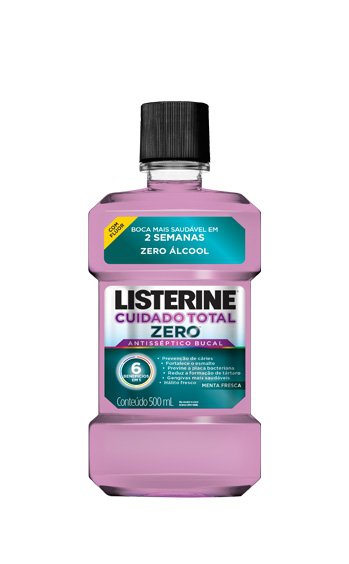 COM
FLÚOR
BOCA MAIS SAUDÁVEL EM
2 SEMANAS
ZERO ÁLCOOL
LISTERINE
CUIDADO TOTAL
ZERO
ANTISSÉPTICO BUCAL
6
BENEFÍCIOS
EM 1
• Prevenção de cáries
• Fortalece o esmalte
• Previne a placa bacteriana
• Reduz a formação de tártaro
• Gengivas mais saudáveis
• Hálito fresco
MENTA FRESCA
Conteúdo 500 mL